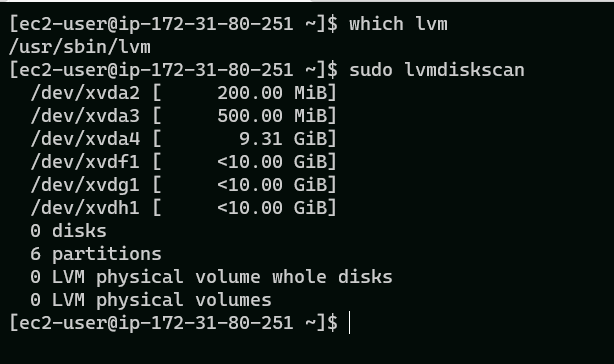 [ec2-user@ip-172-31-80-251 ~]$ which lvm
/usr/sbin/lvm
[ec2-user@ip-172-31-80-251 ~]$ sudo lvmdiskscan
  /dev/xvda2 [     200.00 MiB]
  /dev/xvda3 [     500.00 MiB]
  /dev/xvda4 [       9.31 GiB]
  /dev/xvdf1 [     <10.00 GiB]
  /dev/xvdg1 [     <10.00 GiB]
  /dev/xvdh1 [     <10.00 GiB]
  0 disks
  6 partitions
  0 LVM physical volume whole disks
  0 LVM physical volumes
[ec2-user@ip-172-31-80-251 ~]$